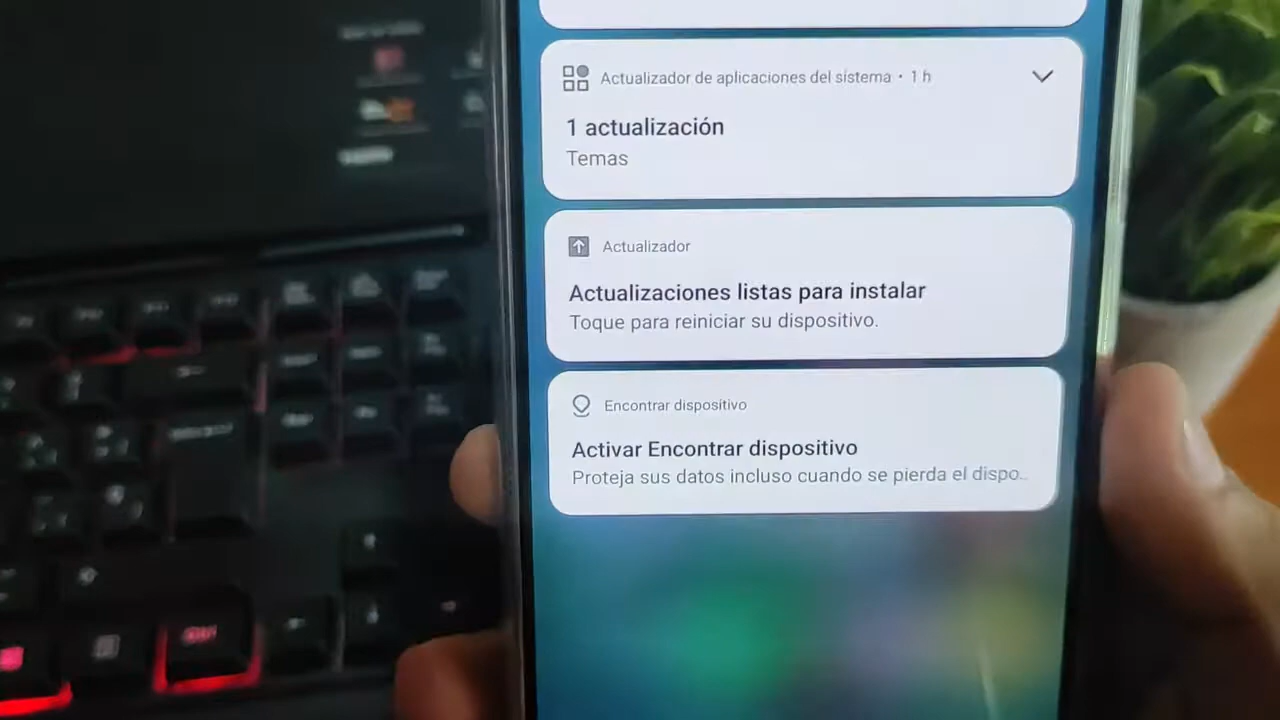 Actualizador de aplicaciones del sistema • 1 h
1 actualización
Temas
Actualizador
Actualizaciones listas para instalar
Toque para reiniciar su dispositivo.
Encontrar dispositivo
Activar Encontrar dispositivo
Proteja sus datos incluso cuando se pierda el dispo...